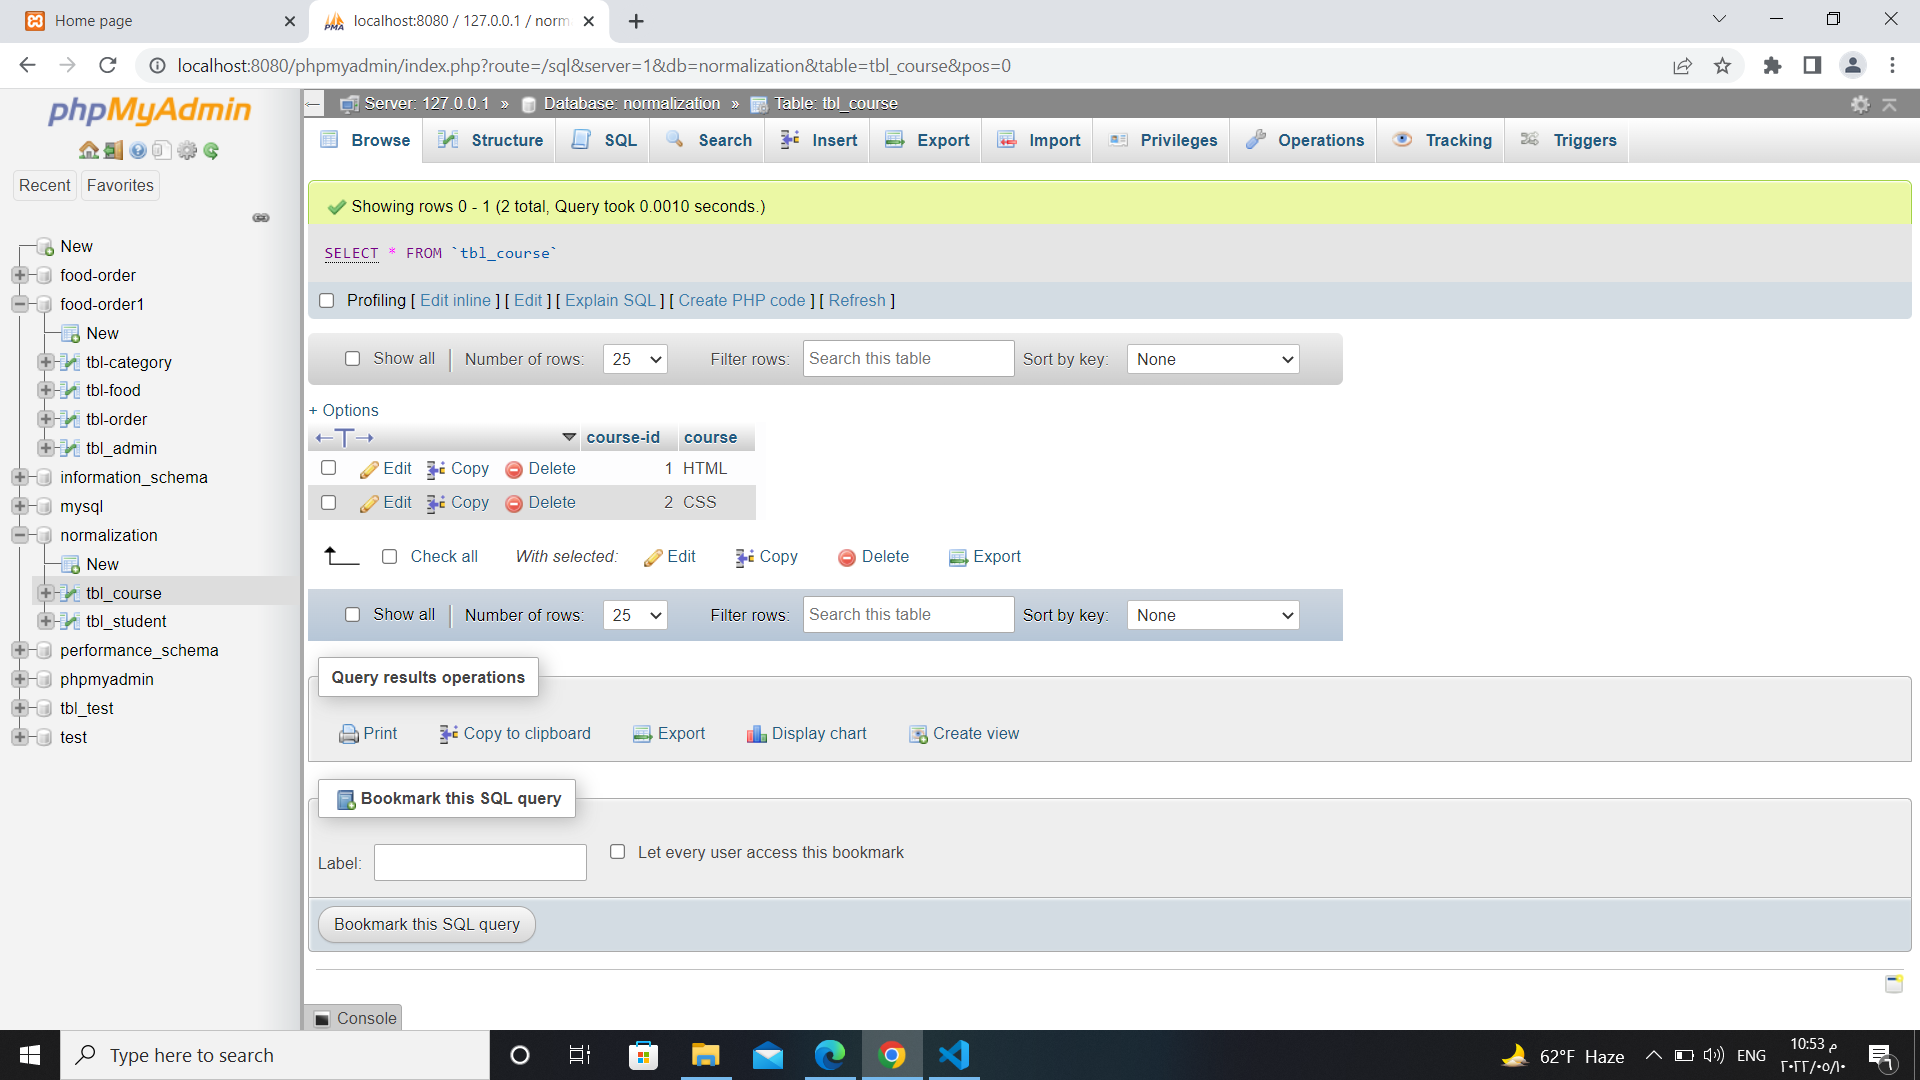 Home page
localhost:8080 / 127.0.0.1 / norm
localhost:8080/phpmyadmin/index.php?route=/sql&server=1&db=normalization&table=tbl_course&pos=0
phpMyAdmin
Recent Favorites
New
food-order
food-order1
New
tbl-category
tbl-food
tbl-order
tbl_admin
information_schema
mysql
normalization
New
tbl_course
tbl_student
performance_schema
phpmyadmin
tbl_test
test
Server: 127.0.0.1 » Database: normalization » Table: tbl_course
Browse Structure SQL Search Insert Export Import Privileges Operations Tracking Triggers
Showing rows 0 - 1 (2 total, Query took 0.0010 seconds.)
SELECT * FROM `tbl_course`
Profiling [ Edit inline ] [ Edit ] [ Explain SQL ] [ Create PHP code ] [ Refresh ]
Show all Number of rows: 25 Filter rows: Search this table Sort by key: None
+ Options
←T→ course-id course
Edit Copy Delete 1 HTML
Edit Copy Delete 2 CSS
Check all With selected: Edit Copy Delete Export
Show all Number of rows: 25 Filter rows: Search this table Sort by key: None
Query results operations
Print Copy to clipboard Export Display chart Create view
Bookmark this SQL query
Label: Let every user access this bookmark
Bookmark this SQL query
Console
Type here to search
62°F Haze
ENG
10:53 م
٢٠٢٢/٠٥/١٠
٦